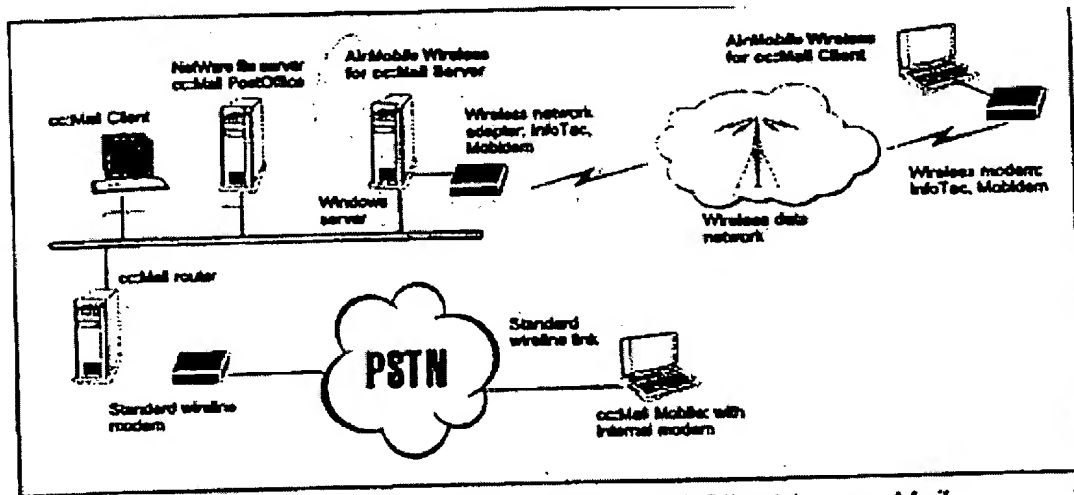 cc:Mail Client
NetWare
server
cc:Mail PostOffice
AirMobile Wireless
for cc:Mail Server
Wireless network
adapter; InfoTac,
Mobidem
Windows
server
AirMobile Wireless
for cc:Mail Client
Wireless modem:
InfoTac, Mobidem
Wireless data
network
cc:Mail router
Standard wireline
modem
PSTN
Standard
wireline link
cc:Mail Mobile: with
internal modem